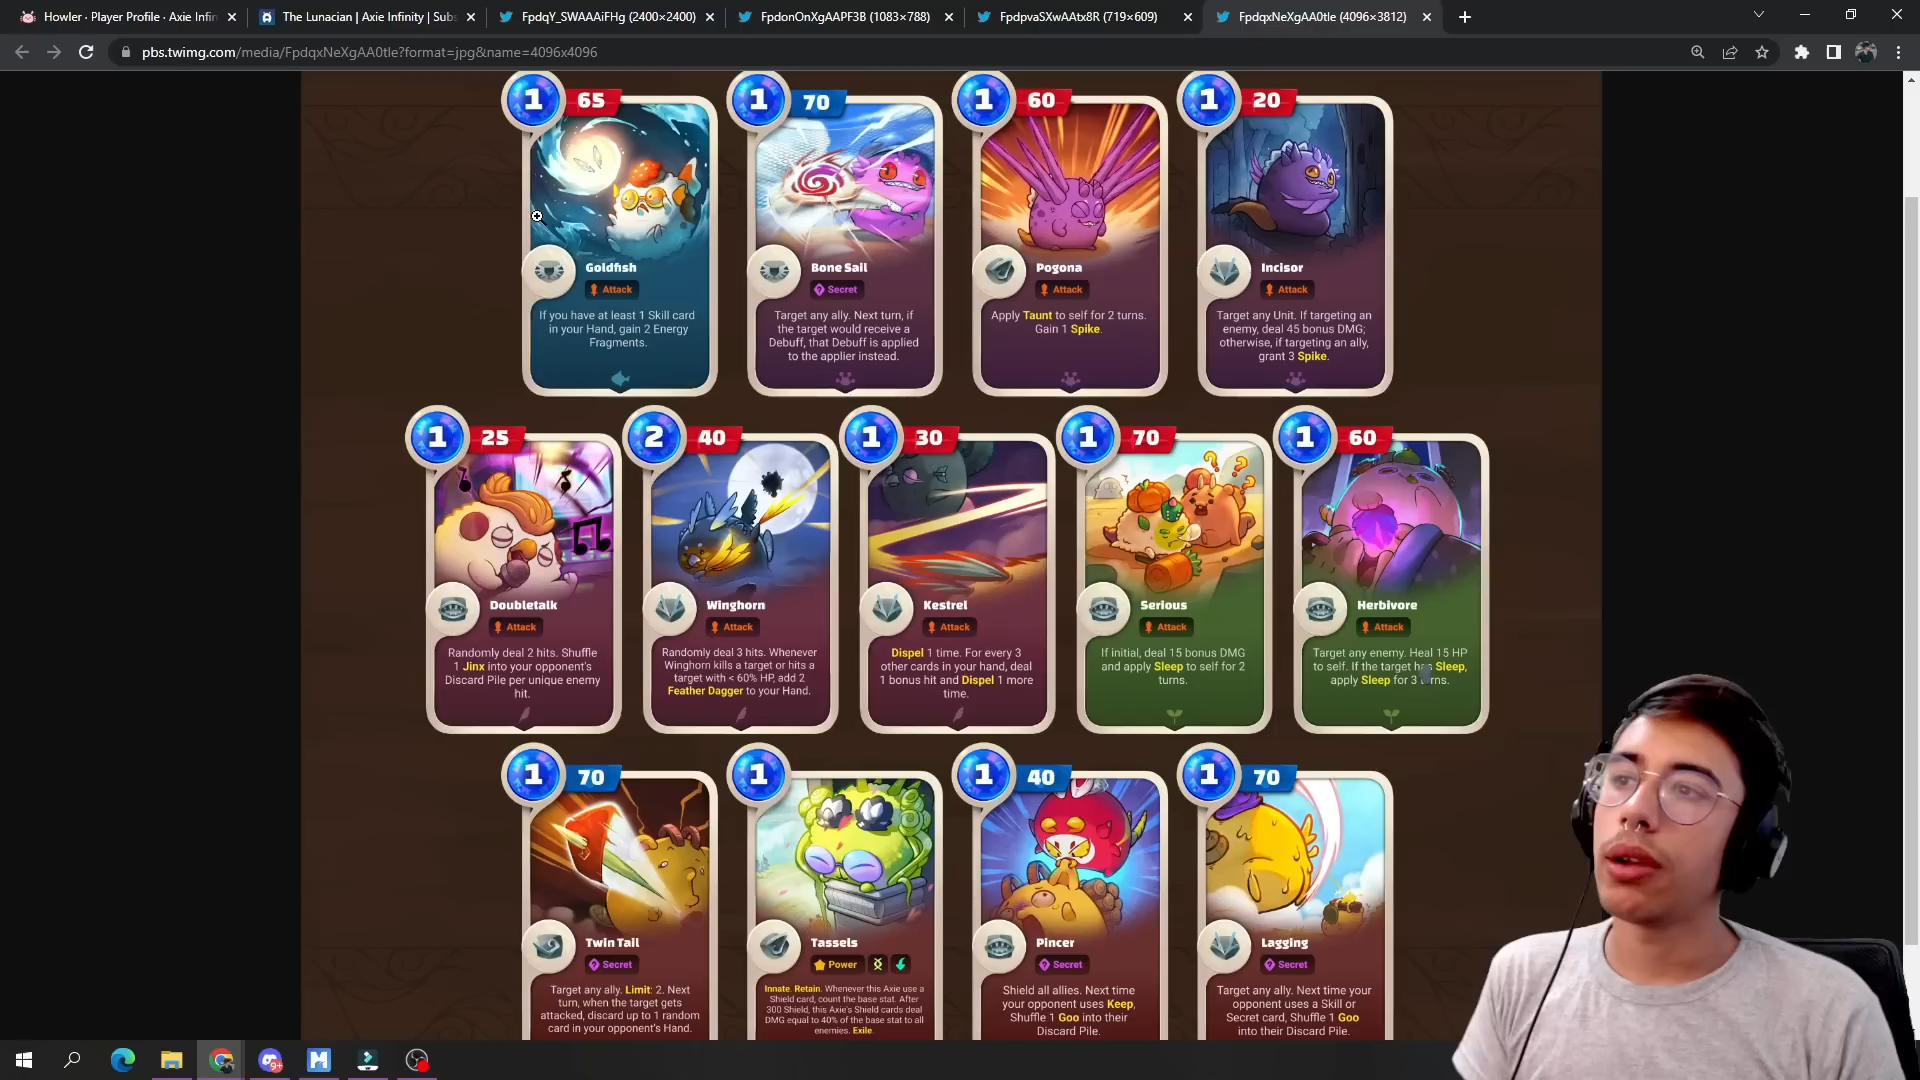 Howler · Player Profile · Axie Infin
The Lunacian | Axie Infinity | Subs
FpdqY_SWAAAiFHg (2400×2400)
FpdonOnXgAAPF3B (1083×788)
FpdpvaSXwAAtx8R (719×609)
FpdqxNeXgAA0tle (4096×3812)
pbs.twimg.com/media/FpdqxNeXgAA0tle?format=jpg&name=4096x4096
1 65
Goldfish
Attack
If you have at least 1 Skill card
in your Hand, gain 2 Energy
Fragments.
1 70
Bone Sail
Secret
Target any ally. Next turn, if
the target would receive a
Debuff, that Debuff is applied
to the applier instead.
1 60
Pogona
Attack
Apply Taunt to self for 2 turns.
Gain 1 Spike.
1 20
Incisor
Attack
Target any Unit. If targeting an
enemy, deal 45 bonus DMG;
otherwise, if targeting an ally,
grant 3 Spike.
1 25
Doubletalk
Attack
Randomly deal 2 hits. Shuffle
1 Jinx into your opponent's
Discard Pile per unique enemy
hit.
2 40
Winghorn
Attack
Randomly deal 3 hits. Whenever
Winghorn kills a target or hits a
target with < 60% HP, add 2
Feather Dagger to your Hand.
1 30
Kestrel
Attack
Dispel 1 time. For every 3
other cards in your hand, deal
1 bonus hit and Dispel 1 more
time.
1 70
Serious
Attack
If initial, deal 15 bonus DMG
and apply Sleep to self for 2
turns.
1 60
Herbivore
Attack
Target any enemy. Heal 15 HP
to self. If the target has Sleep,
apply Sleep for 3 turns.
1 70
Twin Tail
Secret
Target any ally. Limit: 2. Next
turn, when the target gets
attacked, discard up to 1 random
card in your opponent's Hand.
1
Tassels
Power
Innate. Retain. Whenever this Axie use a
Shield card, count the base stat. After
300 Shield, this Axie's Shield cards deal
DMG equal to 40% of the base stat to all
enemies. Exile.
1 40
Pincer
Secret
Shield all allies. Next time
your opponent uses Keep,
Shuffle 1 Goo into their
Discard Pile.
1 70
Lagging
Secret
Target any ally. Next time your
opponent uses a Skill or
Secret card, Shuffle 1 Goo
into their Discard Pile.
9+